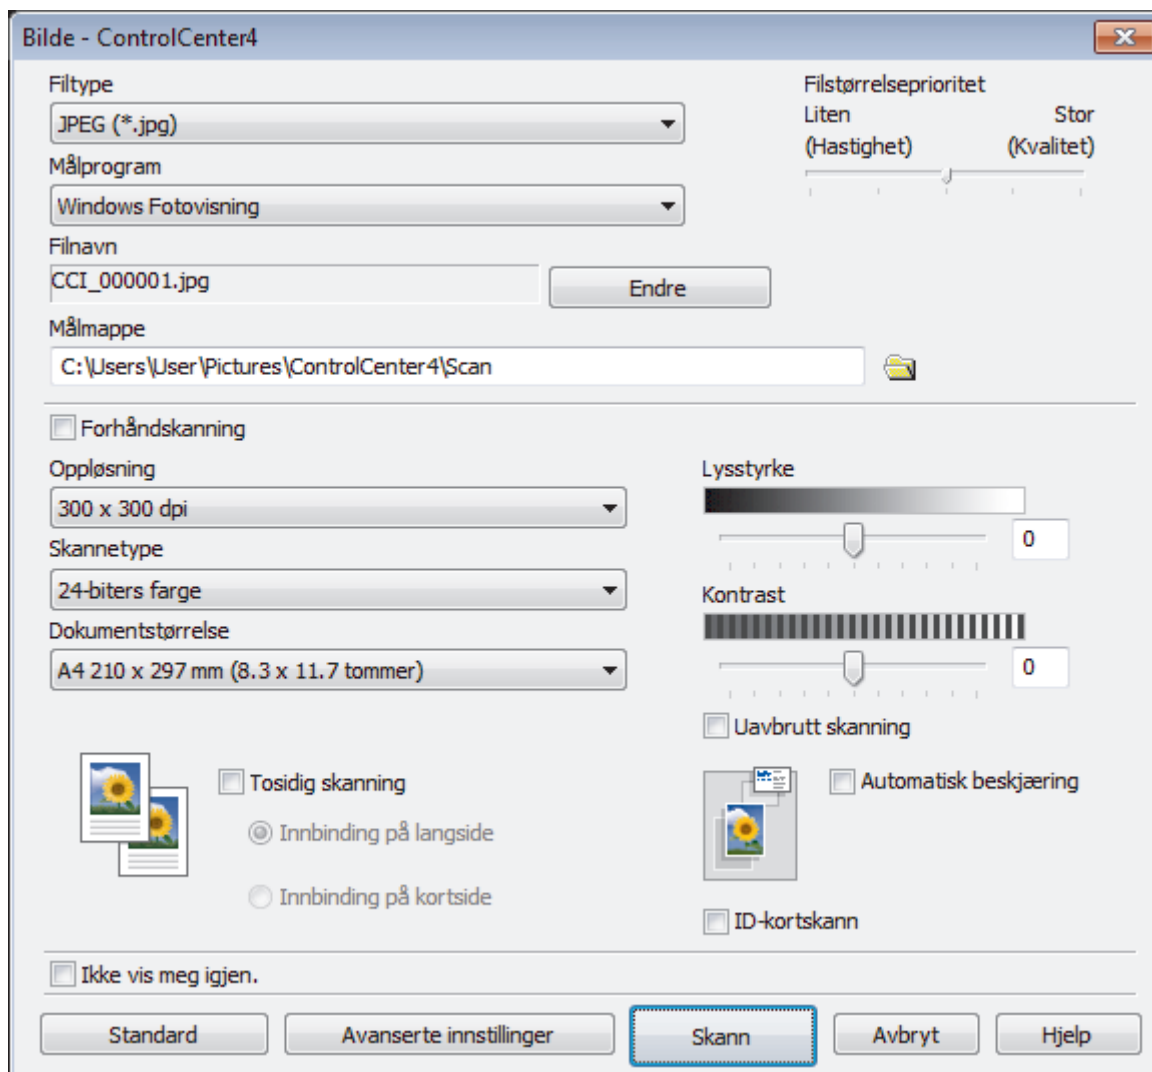 Bilde - ControlCenter4
Filtype
JPEG (*.jpg)
Målprogram
Windows Fotovisning
Filnavn
CCI_000001.jpg
Endre
Målmappe
C:\Users\User\Pictures\ControlCenter4\Scan
Filstørrelseprioritet
Liten Stor
(Hastighet) (Kvalitet)
Forhåndskanning
Oppløsning
300 x 300 dpi
Skannetype
24-biters farge
Dokumentstørrelse
A4 210 x 297 mm (8.3 x 11.7 tommer)
Lysstyrke
0
Kontrast
0
Uavbrutt skanning
Tosidig skanning
Innbinding på langside
Innbinding på kortside
Automatisk beskjæring
ID-kortskann
Ikke vis meg igjen.
Standard Avanserte innstillinger Skann Avbryt Hjelp